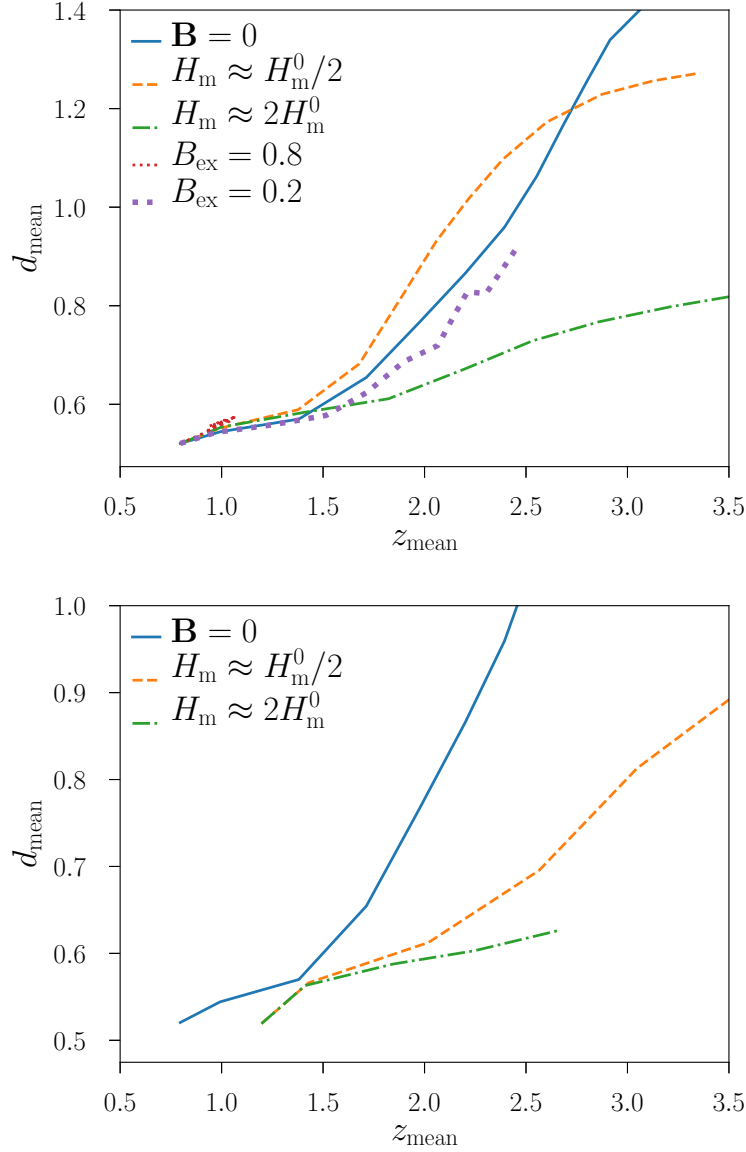 1.4
1.2
1.0
0.8
0.6
d_mean
B = 0
H_m ≈ H_m^0/2
H_m ≈ 2H_m^0
B_ex = 0.8
B_ex = 0.2
0.5 1.0 1.5 2.0 2.5 3.0 3.5
z_mean
1.0
0.9
0.8
0.7
0.6
0.5
d_mean
B = 0
H_m ≈ H_m^0/2
H_m ≈ 2H_m^0
0.5 1.0 1.5 2.0 2.5 3.0 3.5
z_mean